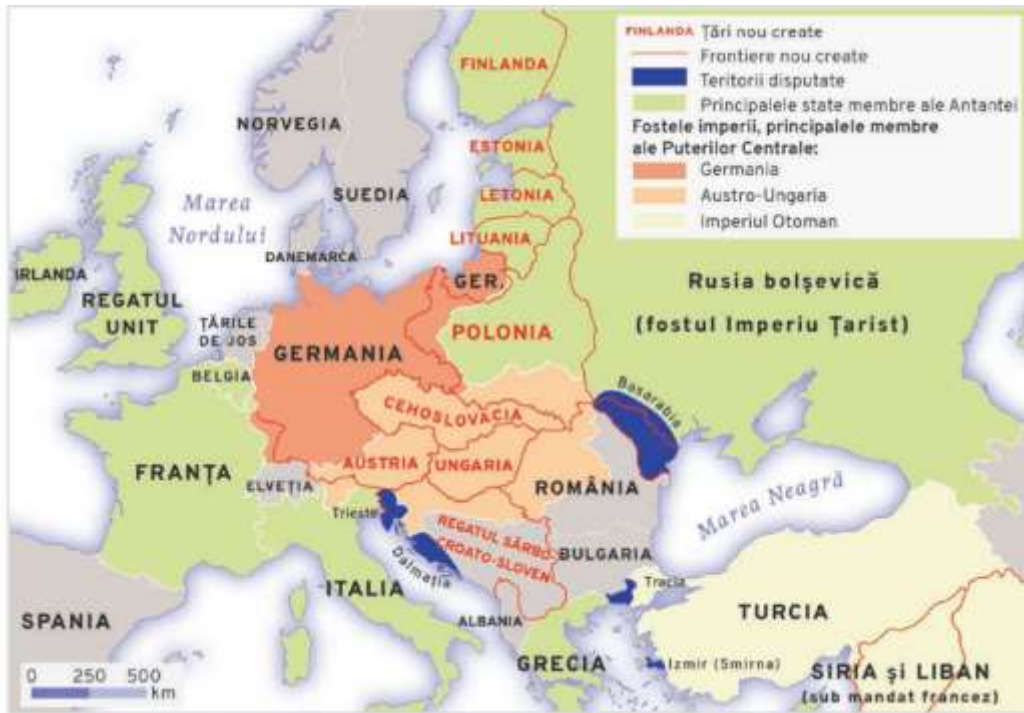 FINLANDA Țări nou create
Frontiere nou create
Teritorii disputate
Principalele state membre ale Antantei
Fostele imperii, principalele membre
ale Puterilor Centrale:
Germania
Austro-Ungaria
Imperiul Otoman
FINLANDA
NORVEGIA
SUEDIA
ESTONIA
LETONIA
LITUANIA
Marea
Nordului
DANEMARCA
GER.
IRLANDA
REGATUL
UNIT
Rusia bolșevică
(fostul Imperiu Țarist)
ȚĂRILE
DE JOS
GERMANIA
POLONIA
BELGIA
CEHOSLOVACIA
Basarabia
FRANȚA
ELVEȚIA
AUSTRIA
UNGARIA
ROMÂNIA
Marea Neagră
Trieste
Dalmația
REGATUL SÂRBO-
CROATO-SLOVEN
BULGARIA
Tracia
ITALIA
SPANIA
ALBANIA
GRECIA
TURCIA
Izmir (Smirna)
SIRIA și LIBAN
(sub mandat francez)
0 250 500
km